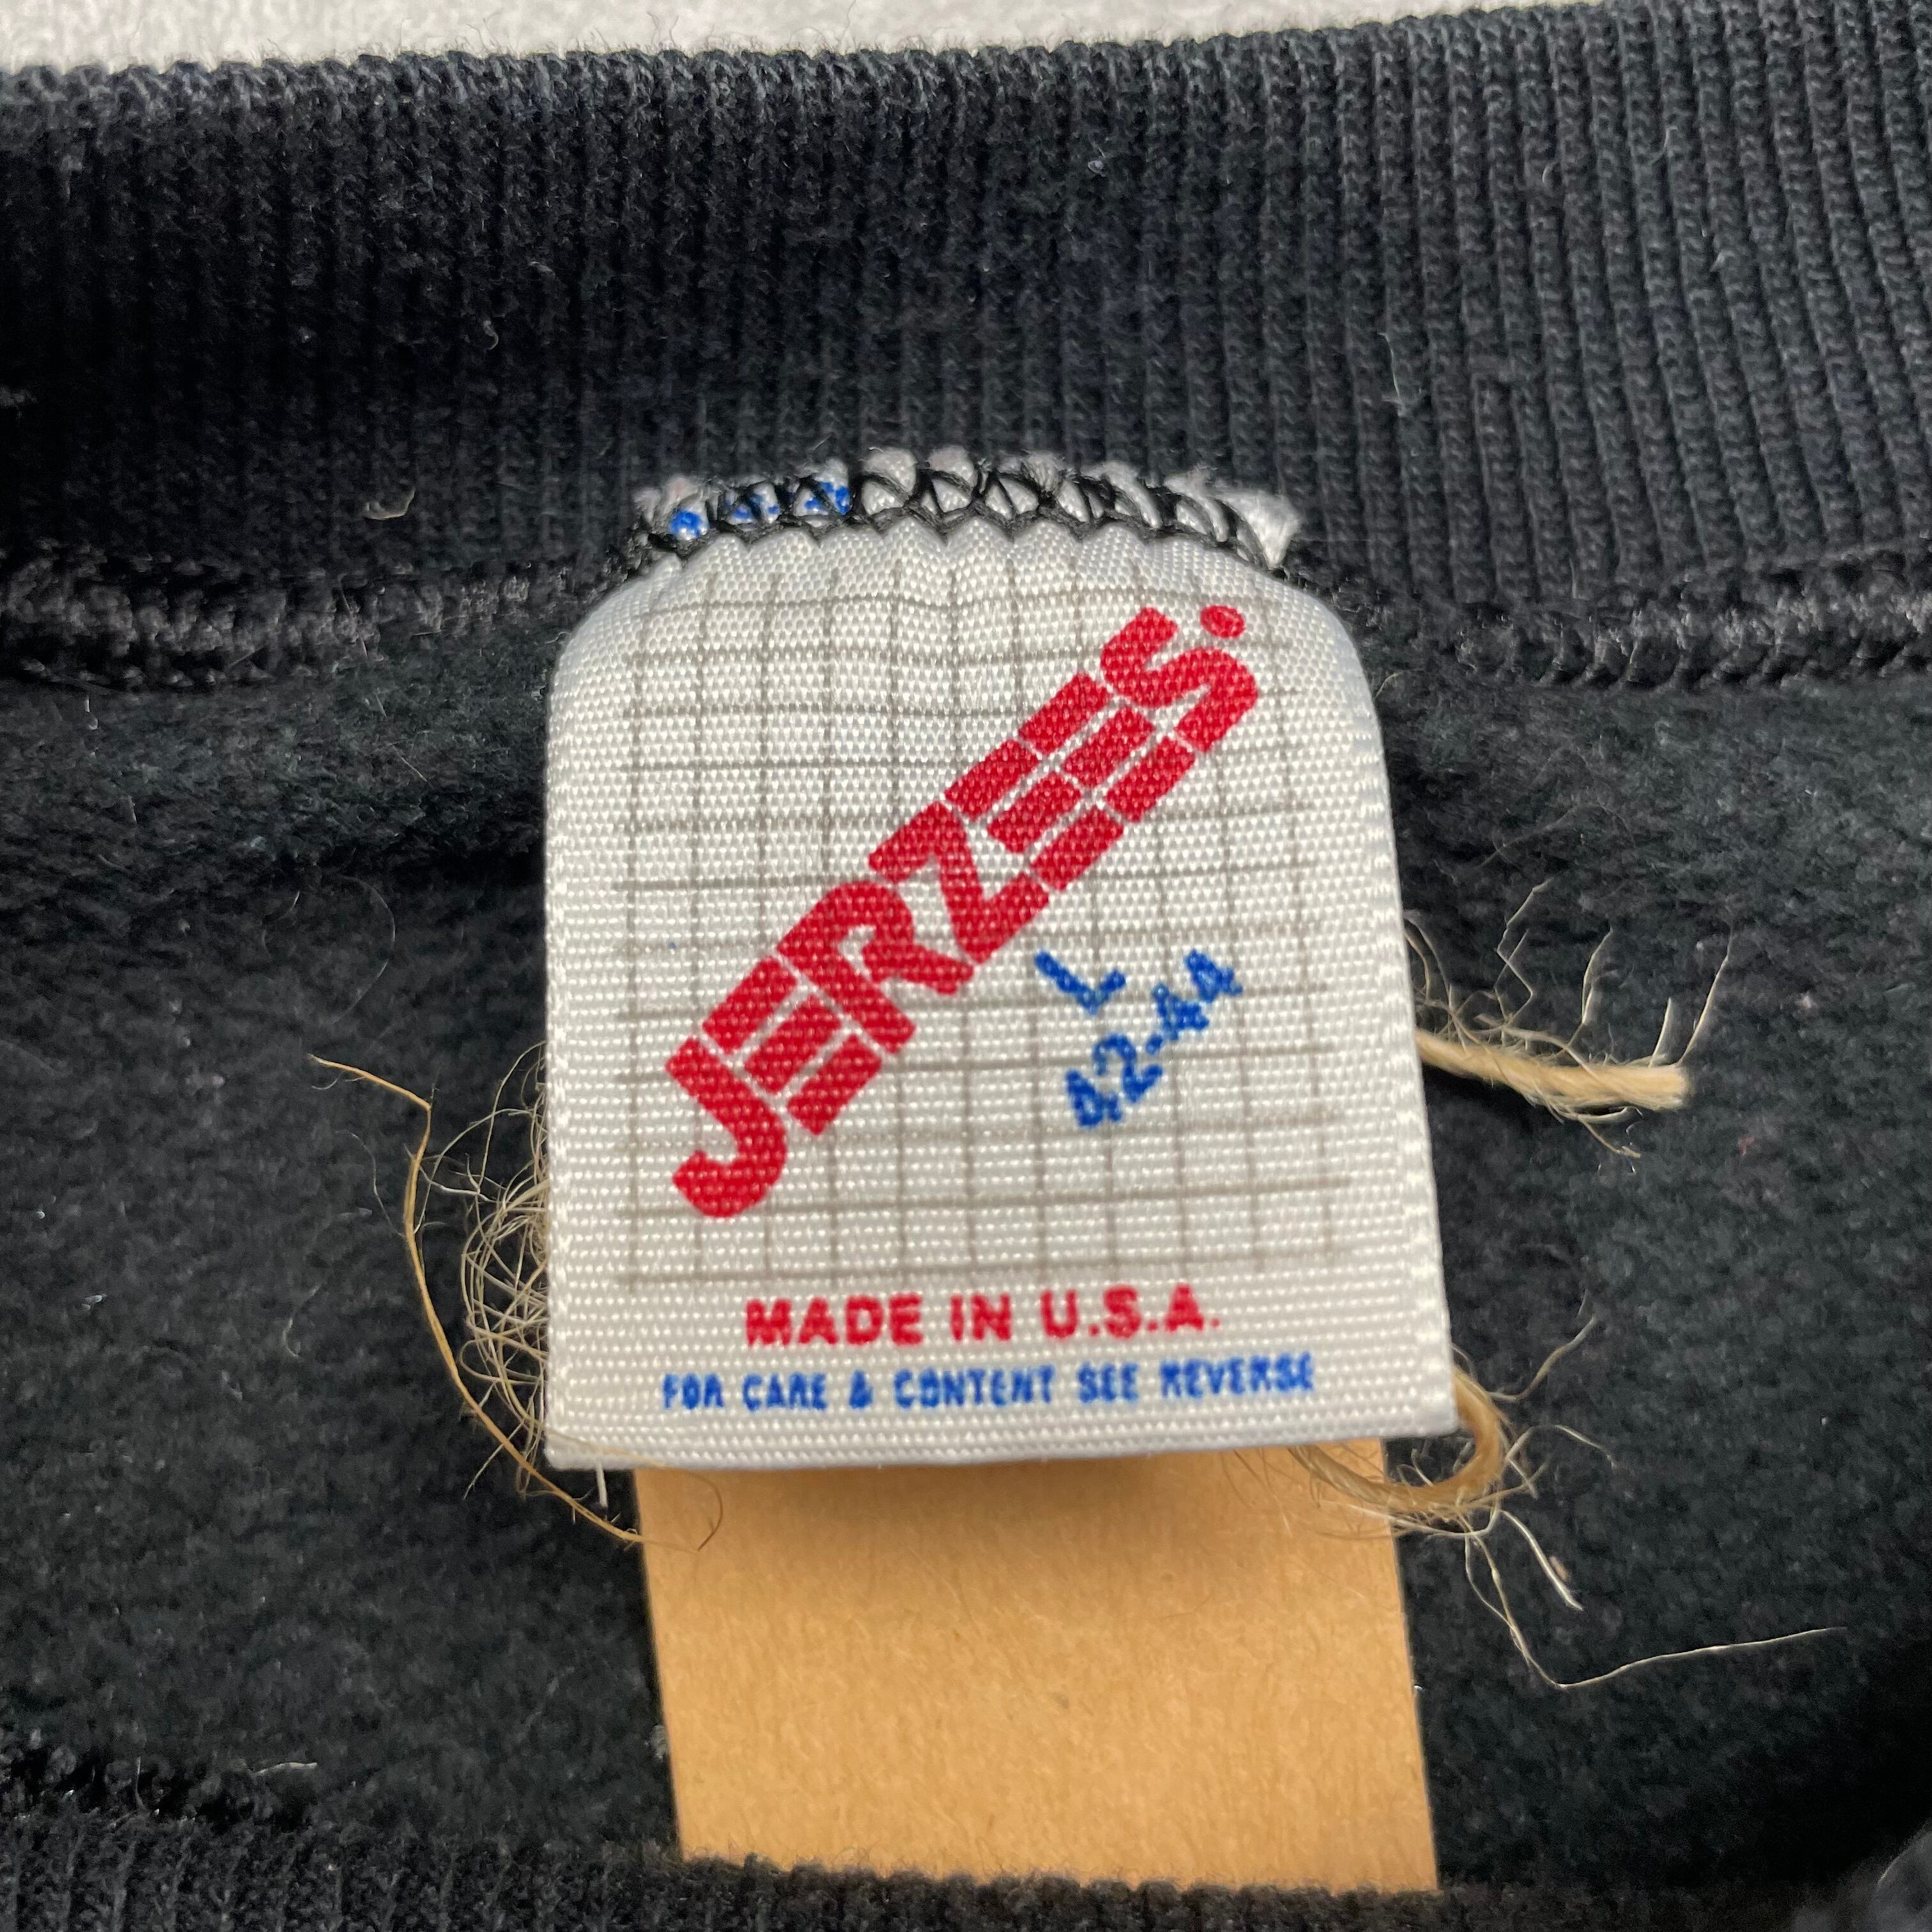 JERZEES.
L
42-44
MADE IN U.S.A.
FOR CARE & CONTENT SEE REVERSE